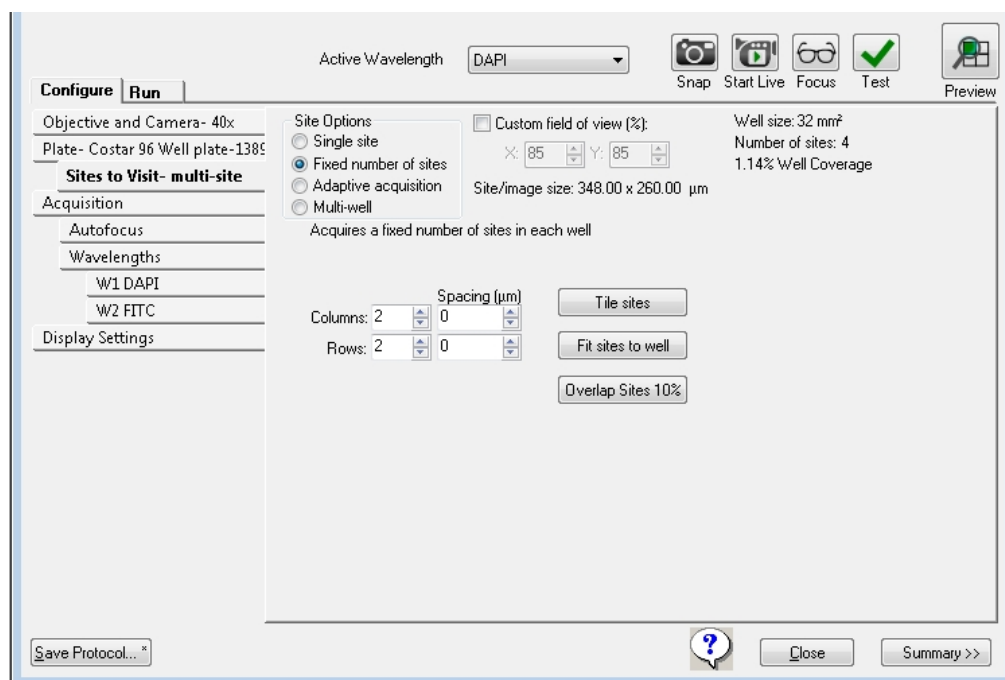 Active Wavelength
DAPI
Snap
Start Live
Focus
Test
Preview
Configure
Run
Objective and Camera- 40x
Plate- Costar 96 Well plate-1389
Sites to Visit- multi-site
Acquisition
Autofocus
Wavelengths
W1 DAPI
W2 FITC
Display Settings
Site Options
Single site
Fixed number of sites
Adaptive acquisition
Multi-well
Custom field of view (%):
X: 85 Y: 85
Site/image size: 348.00 x 260.00 µm
Well size: 32 mm²
Number of sites: 4
1.14% Well Coverage
Acquires a fixed number of sites in each well
Spacing (µm)
Columns: 2 0
Rows: 2 0
Tile sites
Fit sites to well
Overlap Sites 10%
Save Protocol... *
?
Close
Summary >>